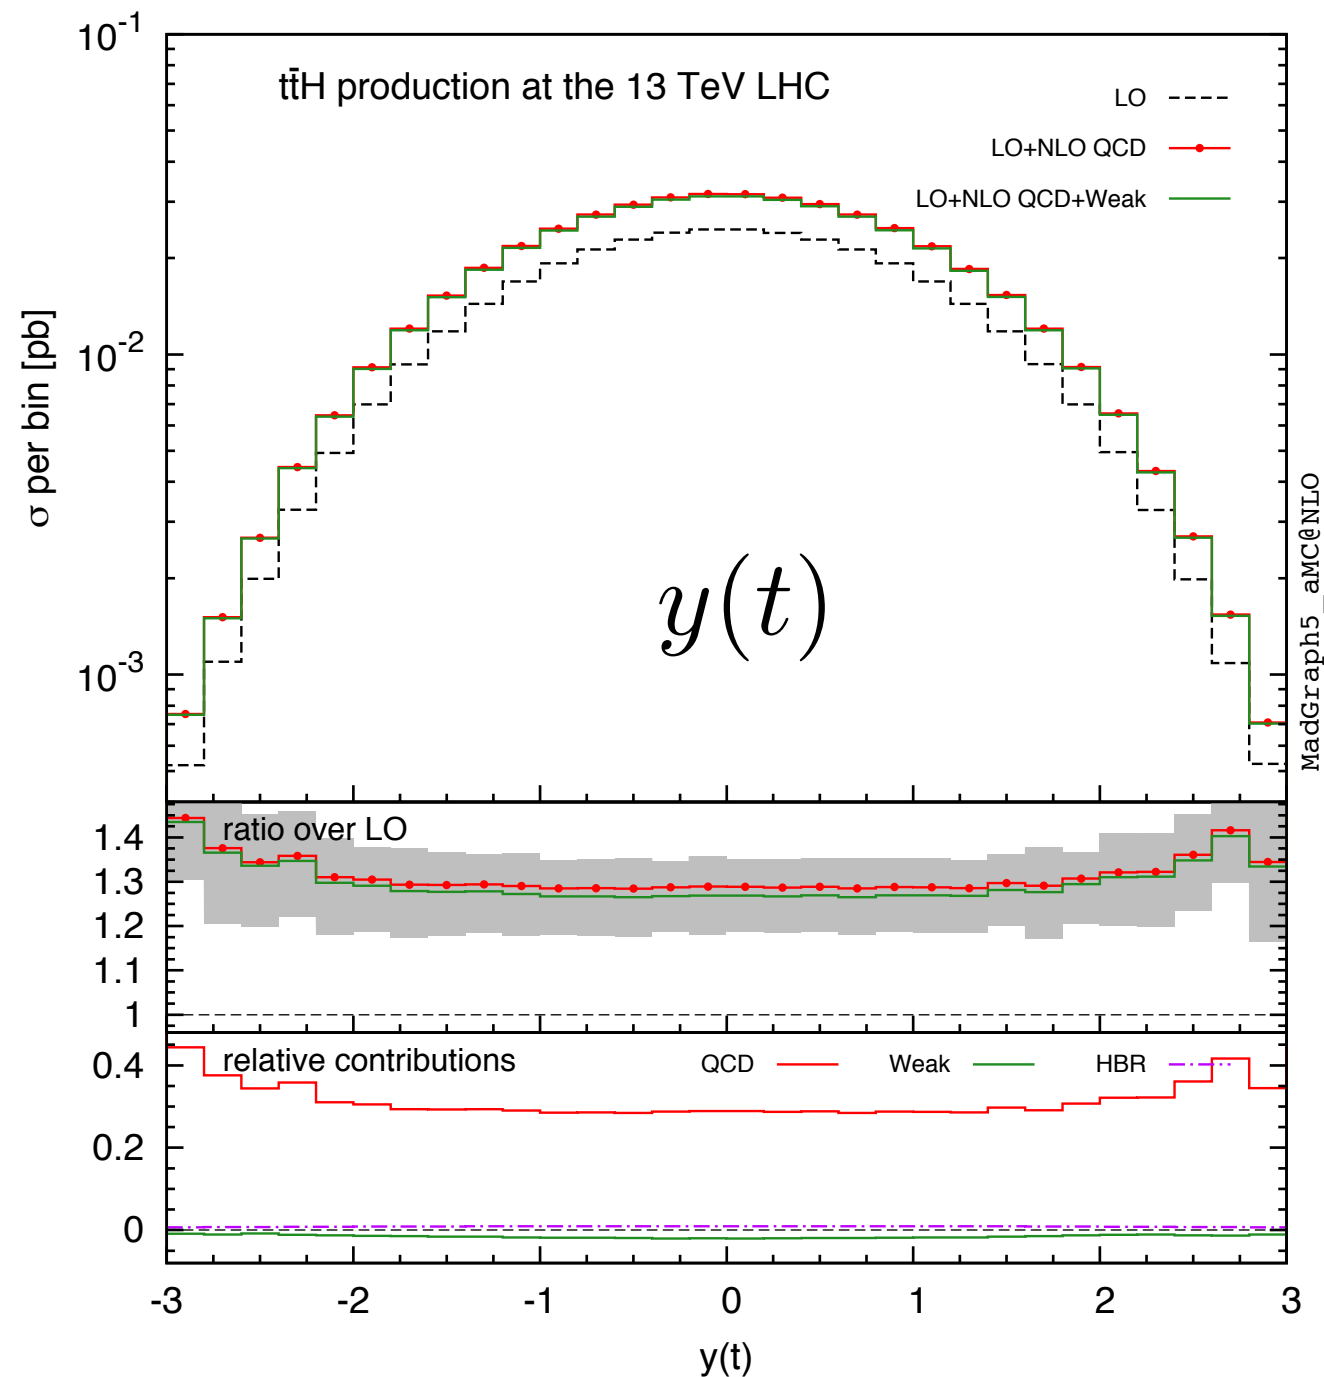 tt̄H production at the 13 TeV LHC
LO
LO+NLO QCD
LO+NLO QCD+Weak
10^-1
10^-2
10^-3
σ per bin [pb]
y(t)
MadGraph5_aMC@NLO
ratio over LO
1.4
1.3
1.2
1.1
1
relative contributions
QCD
Weak
HBR
0.4
0.2
0
-3 -2 -1 0 1 2 3
y(t)